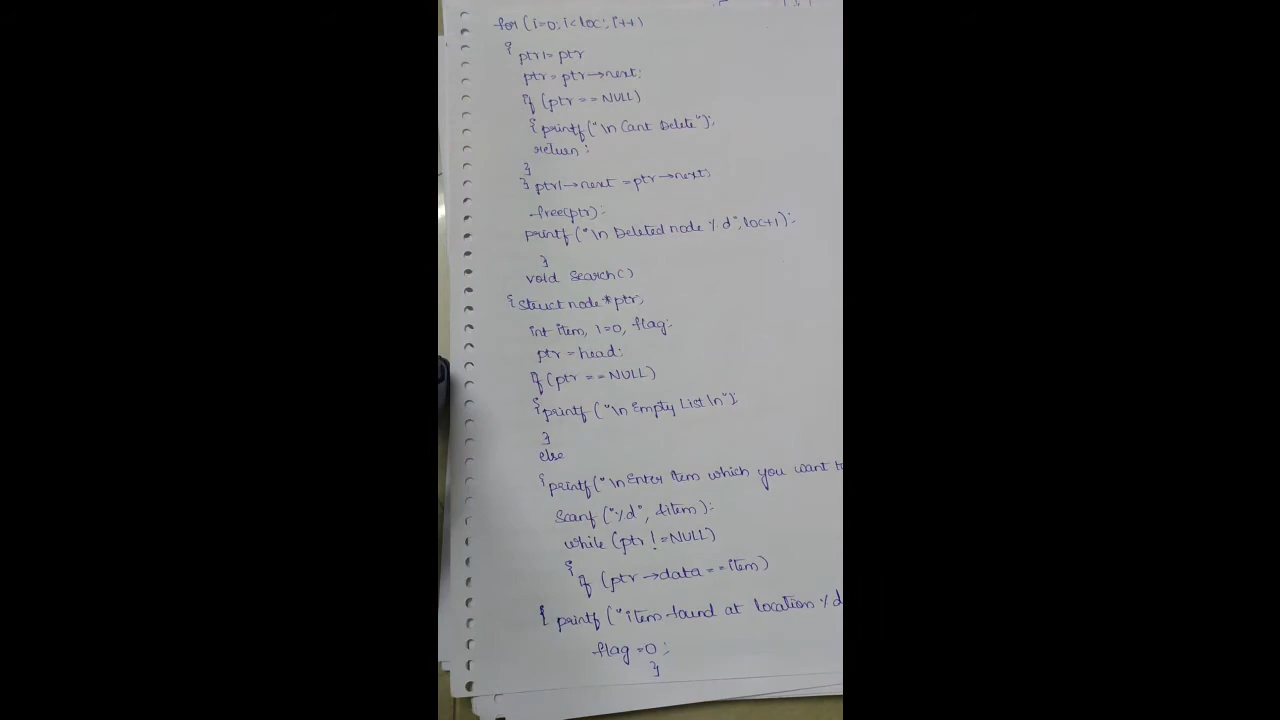 for (i=0; i<loc; i++)
{ ptr1= ptr
ptr = ptr→next;
if (ptr == NULL)
{ printf("\n Cant Delete");
return;
}
} ptr1→next = ptr→next;
free(ptr);
printf ("\n Deleted node %d", loc+1);
}
void search()
{ struct node *ptr,
int item, i=0, flag;
ptr = head;
if (ptr == NULL)
{ printf ("\n Empty List \n");
}
else
{ printf("\n Enter Item which you want
scanf ("%d", &item);
while (ptr != NULL)
{
if (ptr →data == item)
{ printf ("item found at location %d
flag =0;
}